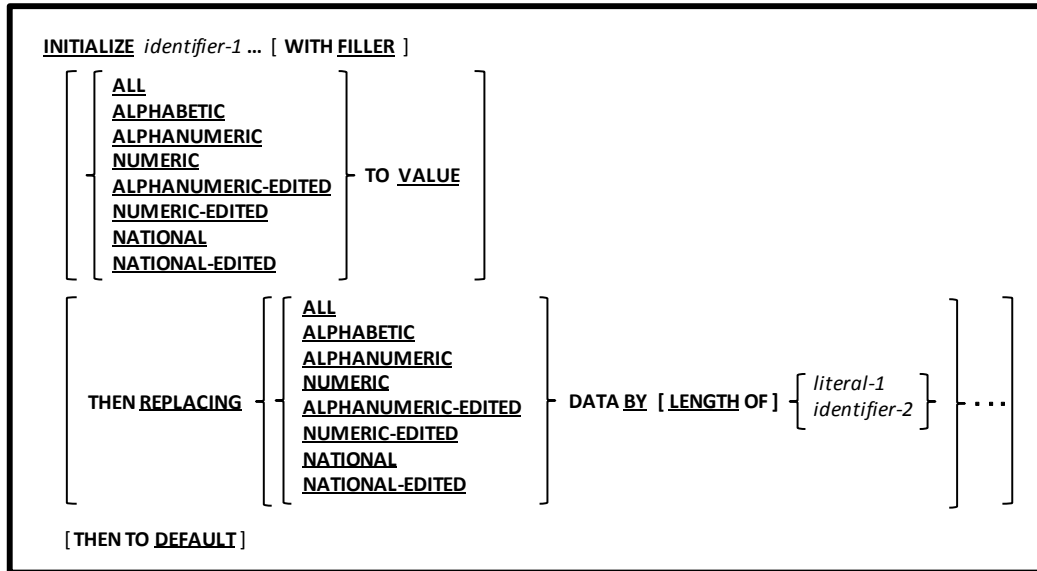 INITIALIZE identifier-1 ... [ WITH FILLER ]
ALL
ALPHABETIC
ALPHANUMERIC
NUMERIC
ALPHANUMERIC-EDITED
NUMERIC-EDITED
NATIONAL
NATIONAL-EDITED
TO VALUE
THEN REPLACING
ALL
ALPHABETIC
ALPHANUMERIC
NUMERIC
ALPHANUMERIC-EDITED
NUMERIC-EDITED
NATIONAL
NATIONAL-EDITED
DATA BY [ LENGTH OF ]
literal-1
identifier-2
...
[ THEN TO DEFAULT ]